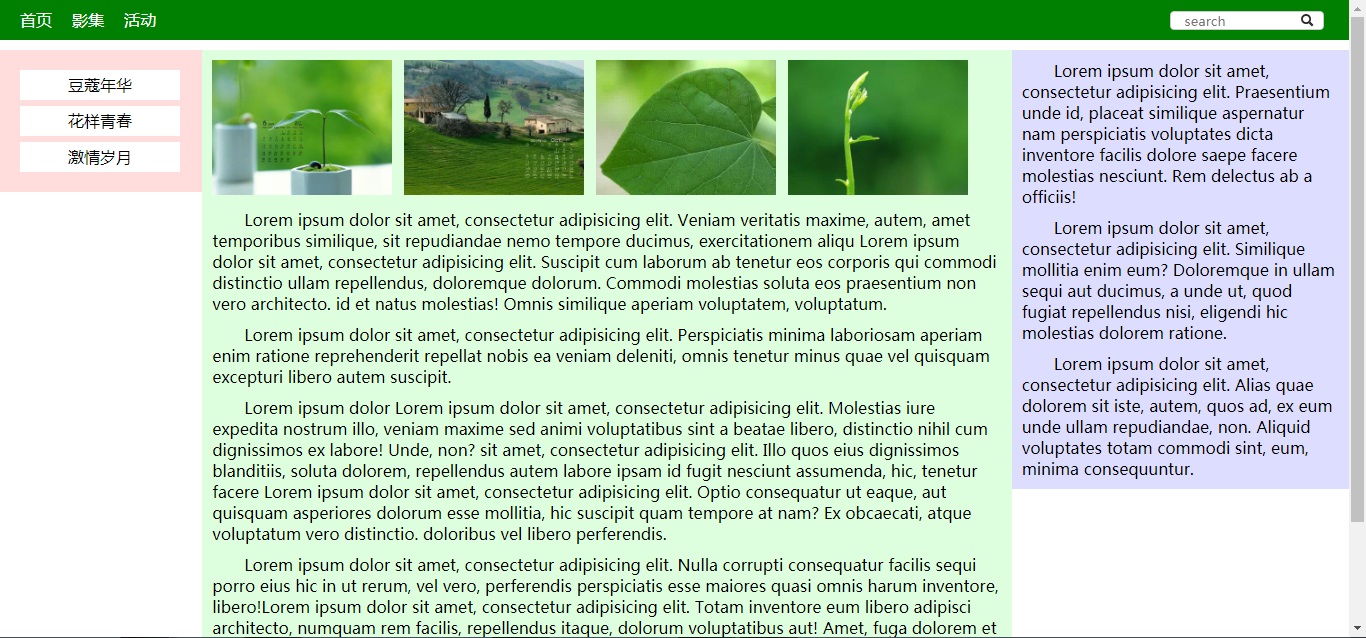 首页 影集 活动
search
豆蔻年华
花样青春
激情岁月
Lorem ipsum dolor sit amet, consectetur adipisicing elit. Veniam veritatis maxime, autem, amet
temporibus similique, sit repudiandae nemo tempore ducimus, exercitationem aliqu Lorem ipsum
dolor sit amet, consectetur adipisicing elit. Suscipit cum laborum ab tenetur eos corporis qui commodi
distinctio ullam repellendus, doloremque dolorum. Commodi molestias soluta eos praesentium non
vero architecto. id et natus molestias! Omnis similique aperiam voluptatem, voluptatum.
Lorem ipsum dolor sit amet, consectetur adipisicing elit. Perspiciatis minima laboriosam aperiam
enim ratione reprehenderit repellat nobis ea veniam deleniti, omnis tenetur minus quae vel quisquam
excepturi libero autem suscipit.
Lorem ipsum dolor Lorem ipsum dolor sit amet, consectetur adipisicing elit. Molestias iure
expedita nostrum illo, veniam maxime sed animi voluptatibus sint a beatae libero, distinctio nihil cum
dignissimos ex labore! Unde, non? sit amet, consectetur adipisicing elit. Illo quos eius dignissimos
blanditiis, soluta dolorem, repellendus autem labore ipsam id fugit nesciunt assumenda, hic, tenetur
facere Lorem ipsum dolor sit amet, consectetur adipisicing elit. Optio consequatur ut eaque, aut
quisquam asperiores dolorum esse mollitia, hic suscipit quam tempore at nam? Ex obcaecati, atque
voluptatum vero distinctio. doloribus vel libero perferendis.
Lorem ipsum dolor sit amet, consectetur adipisicing elit. Nulla corrupti consequatur facilis sequi
porro eius hic in ut rerum, vel vero, perferendis perspiciatis esse maiores quasi omnis harum inventore,
libero!Lorem ipsum dolor sit amet, consectetur adipisicing elit. Totam inventore eum libero adipisci
architecto, numquam rem facilis, repellendus itaque, dolorum voluptatibus aut! Amet, fuga dolorem et
Lorem ipsum dolor sit amet,
consectetur adipisicing elit. Praesentium
unde id, placeat similique aspernatur
nam perspiciatis voluptates dicta
inventore facilis dolore saepe facere
molestias nesciunt. Rem delectus ab a
officiis!
Lorem ipsum dolor sit amet,
consectetur adipisicing elit. Similique
mollitia enim eum? Doloremque in ullam
sequi aut ducimus, a unde ut, quod
fugiat repellendus nisi, eligendi hic
molestias dolorem ratione.
Lorem ipsum dolor sit amet,
consectetur adipisicing elit. Alias quae
dolorem sit iste, autem, quos ad, ex eum
unde ullam repudiandae, non. Aliquid
voluptates totam commodi sint, eum,
minima consequuntur.